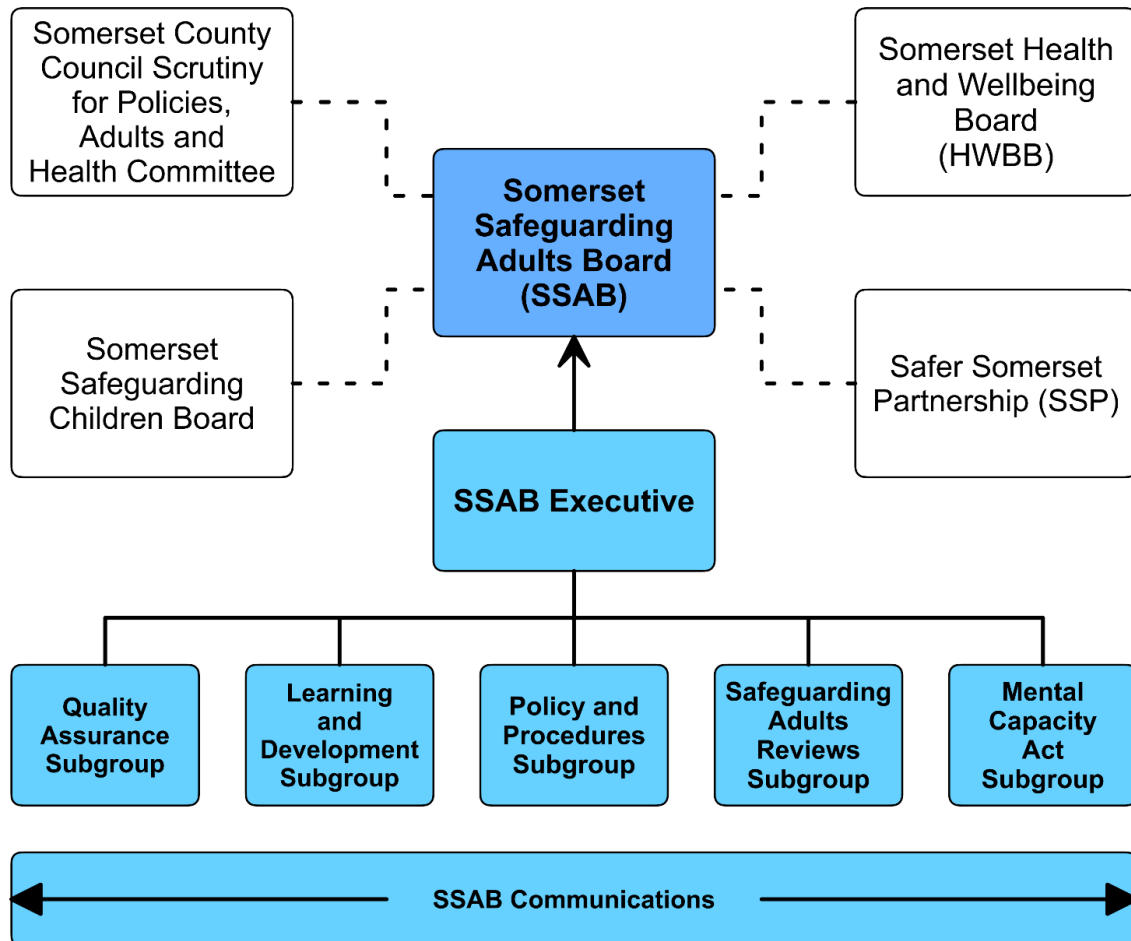 Somerset County
Council Scrutiny
for Policies,
Adults and
Health Committee
Somerset Health
and Wellbeing
Board
(HWBB)
Somerset
Safeguarding
Adults Board
(SSAB)
Somerset
Safeguarding
Children Board
Safer Somerset
Partnership (SSP)
SSAB Executive
Quality
Assurance
Subgroup
Learning
and
Development
Subgroup
Policy and
Procedures
Subgroup
Safeguarding
Adults
Reviews
Subgroup
Mental
Capacity
Act
Subgroup
SSAB Communications